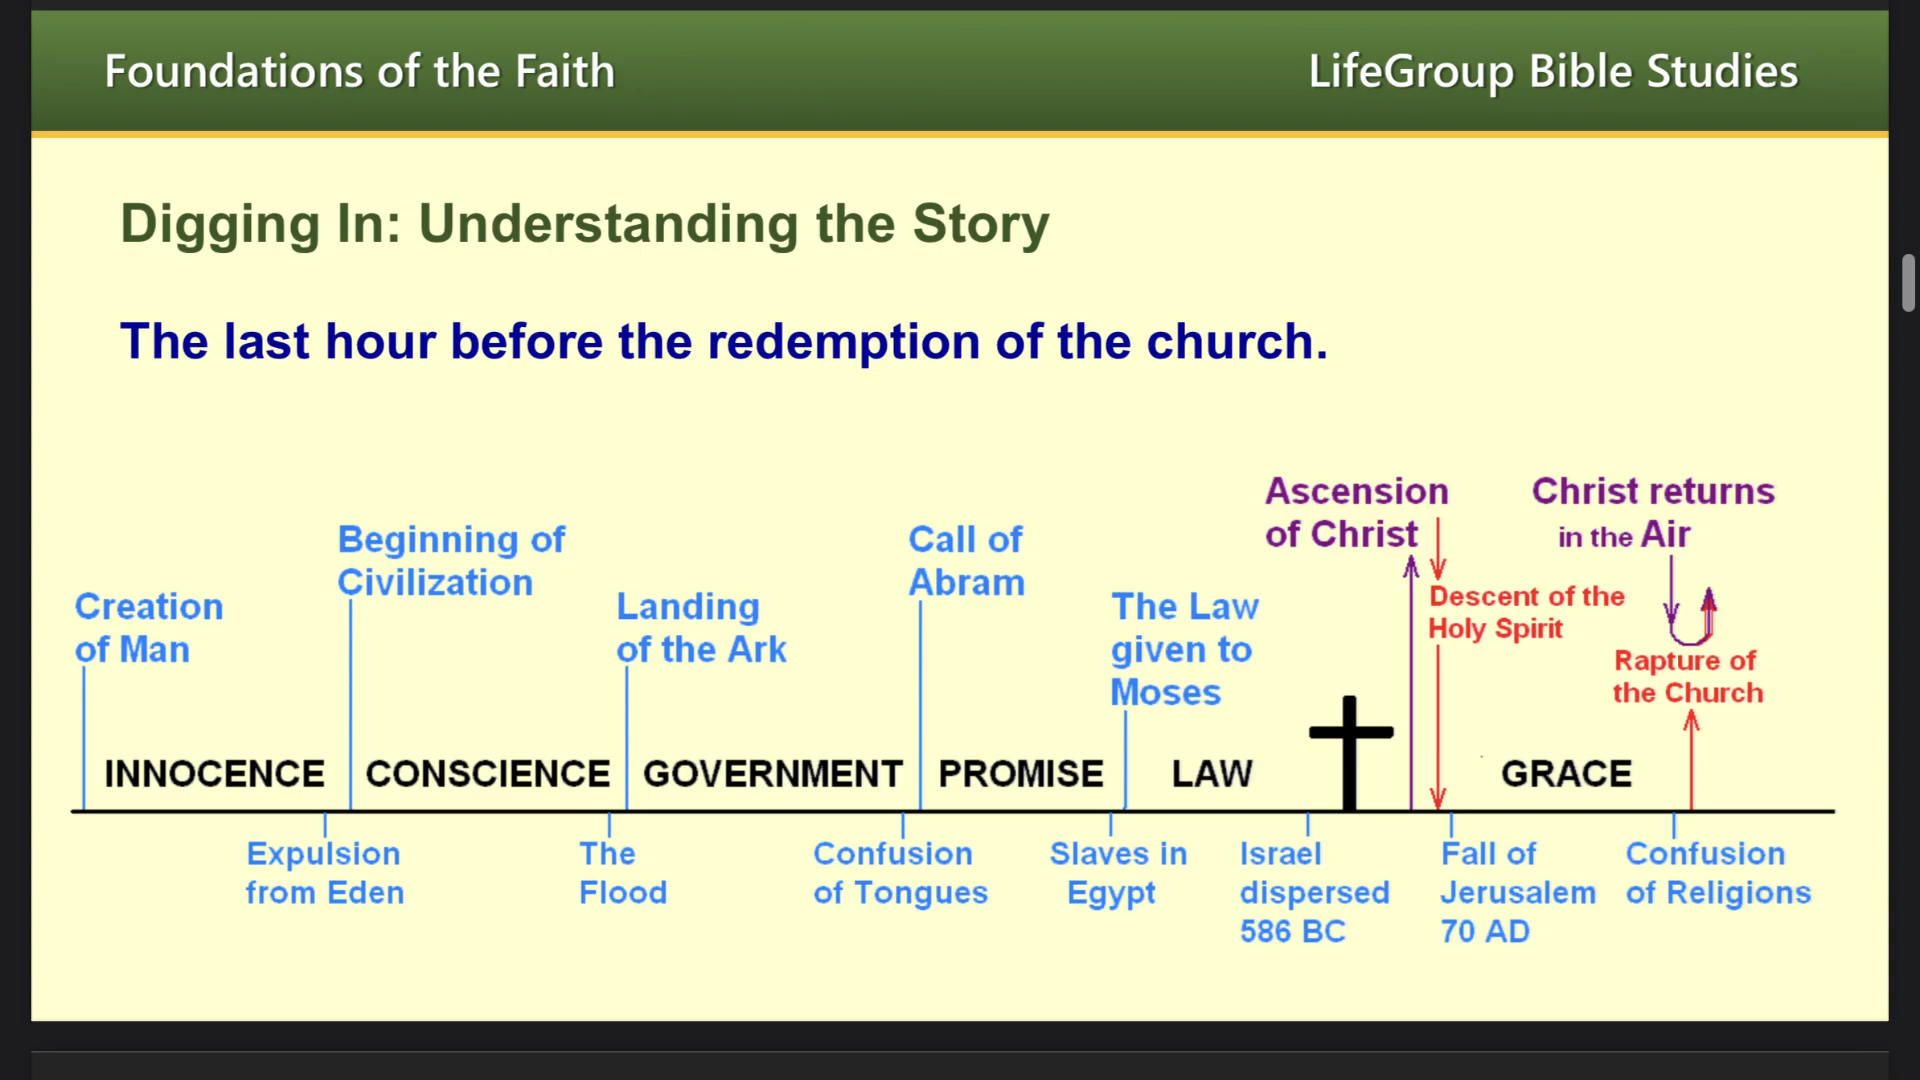 Foundations of the Faith
LifeGroup Bible Studies
Digging In: Understanding the Story
The last hour before the redemption of the church.
Creation
of Man
Beginning of
Civilization
Landing
of the Ark
Call of
Abram
The Law
given to
Moses
Ascension
of Christ
Descent of the
Holy Spirit
Christ returns
in the Air
Rapture of
the Church
INNOCENCE
CONSCIENCE
GOVERNMENT
PROMISE
LAW
GRACE
Expulsion
from Eden
The
Flood
Confusion
of Tongues
Slaves in
Egypt
Israel
dispersed
586 BC
Fall of
Jerusalem
70 AD
Confusion
of Religions